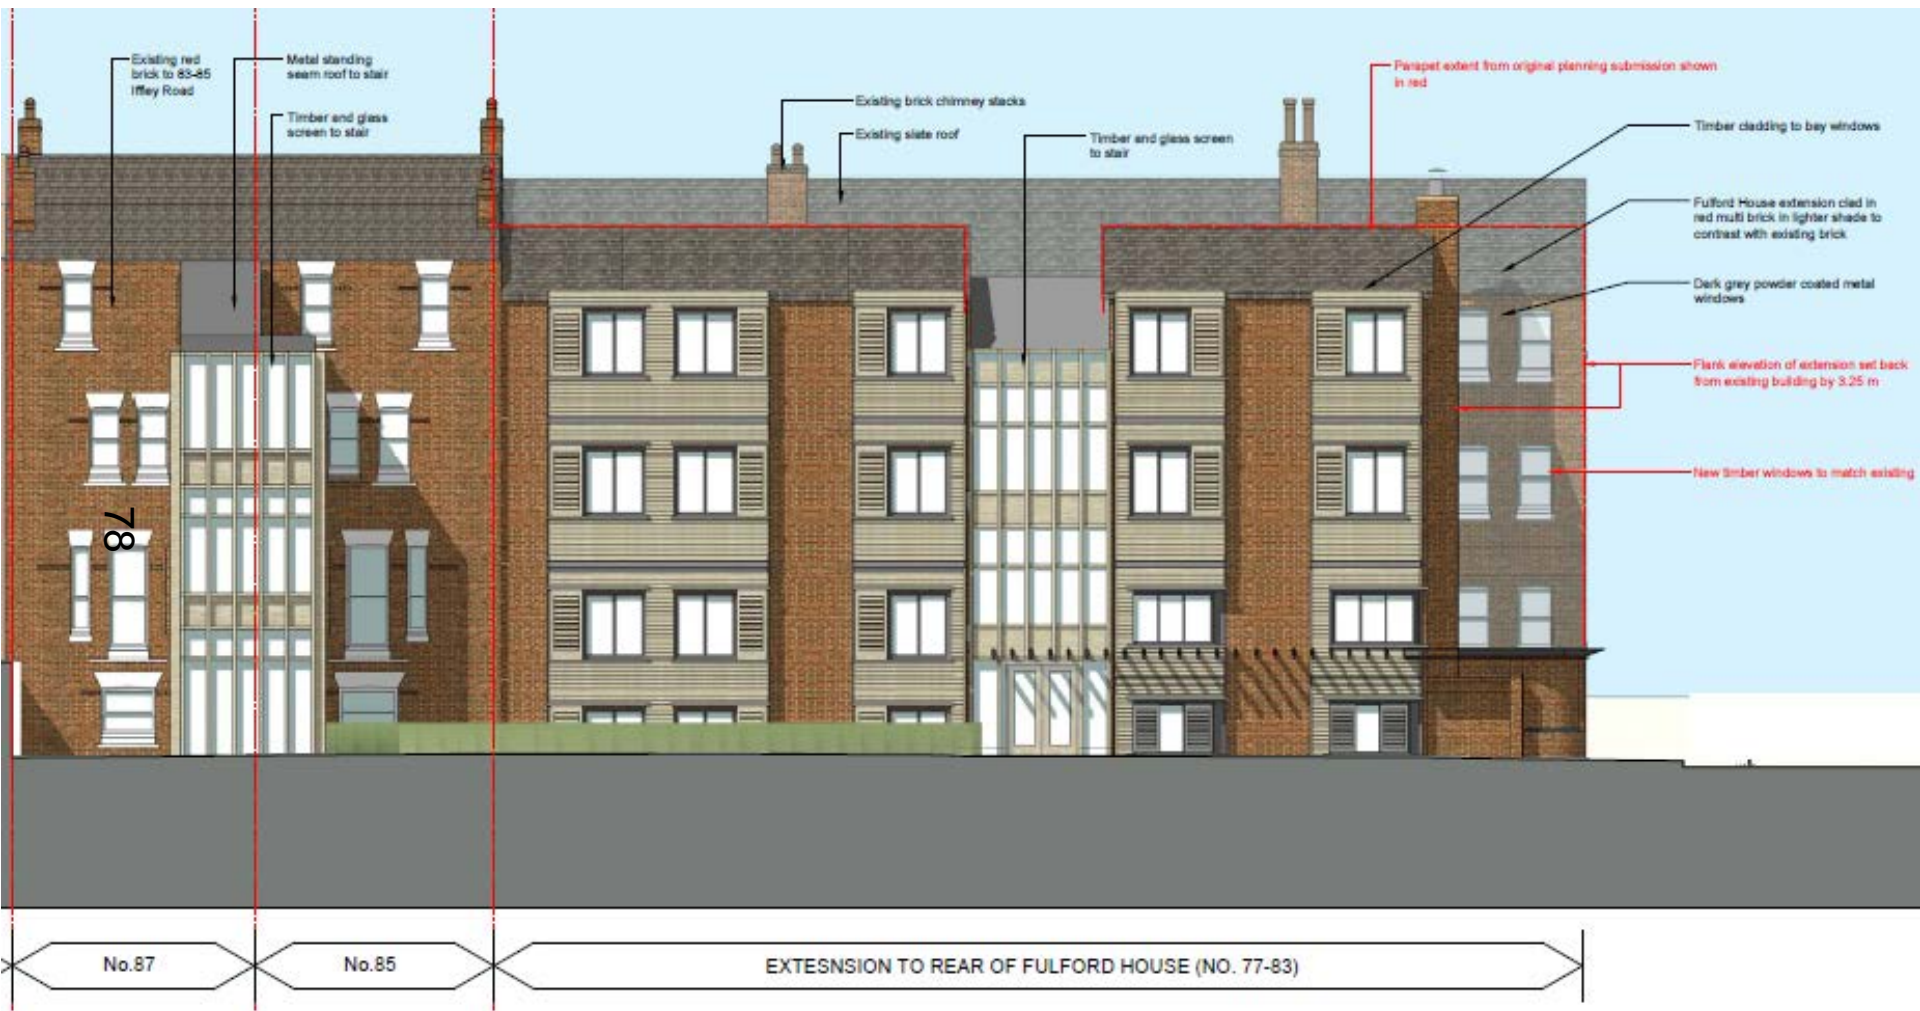 Existing red
brick to 83-85
Iffley Road
Metal standing
seam roof to stair
Timber and glass
screen to stair
Existing brick chimney stacks
Existing slate roof
Timber and glass screen
to stair
Parapet extent from original planning submission shown
in red
Timber cladding to bay windows
Fulford House extension clad in
red multi brick in lighter shade to
contrast with existing brick
Dark grey powder coated metal
windows
Flank elevation of extension set back
from existing building by 3.25 m
New timber windows to match existing
78
No.87
No.85
EXTESNSION TO REAR OF FULFORD HOUSE (NO. 77-83)